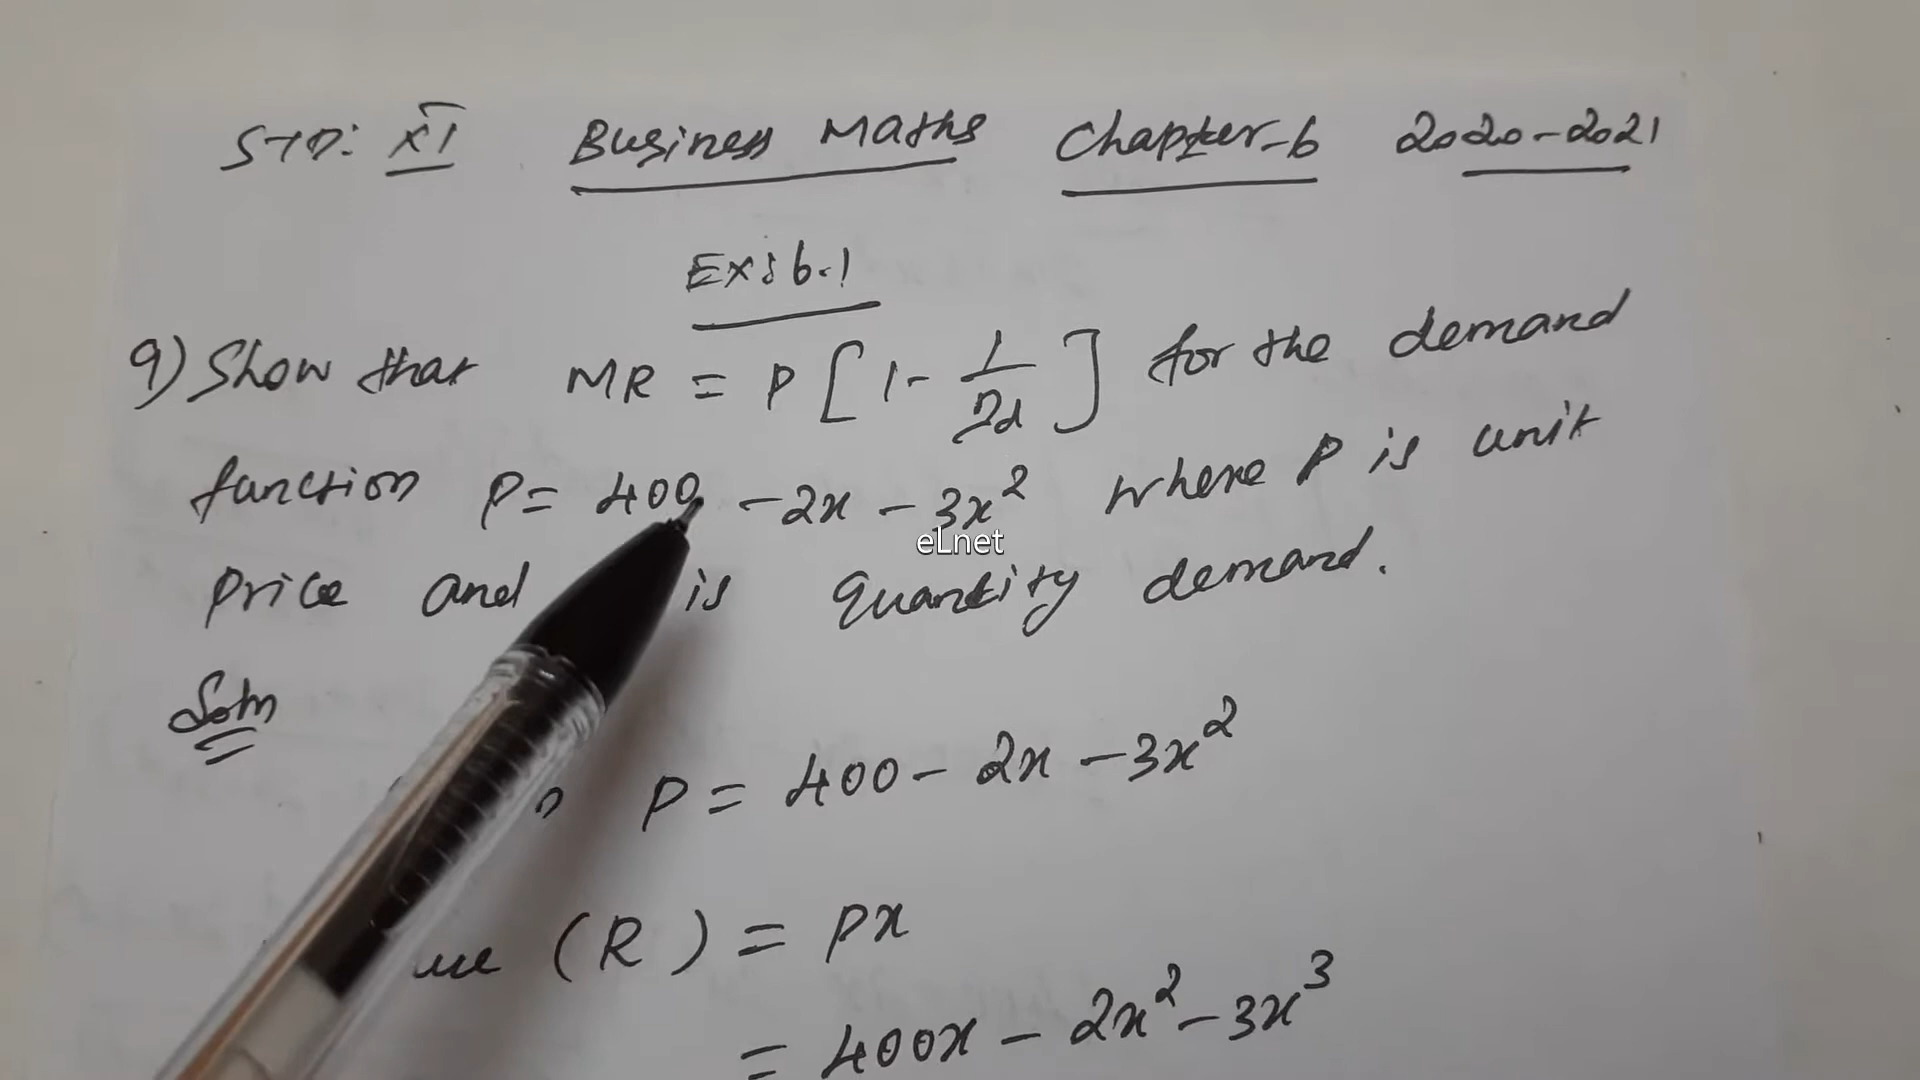 STD: XI Business Maths Chapter-6 2020-2021
Ex: 6.1
9) Show that MR = P [1 - 1/ηd] for the demand
function P = 400 - 2x - 3x² where P is unit
Price and is quantity demand.
Soln
P = 400 - 2x - 3x²
(R) = Px
= 400x - 2x² - 3x³
eLnet